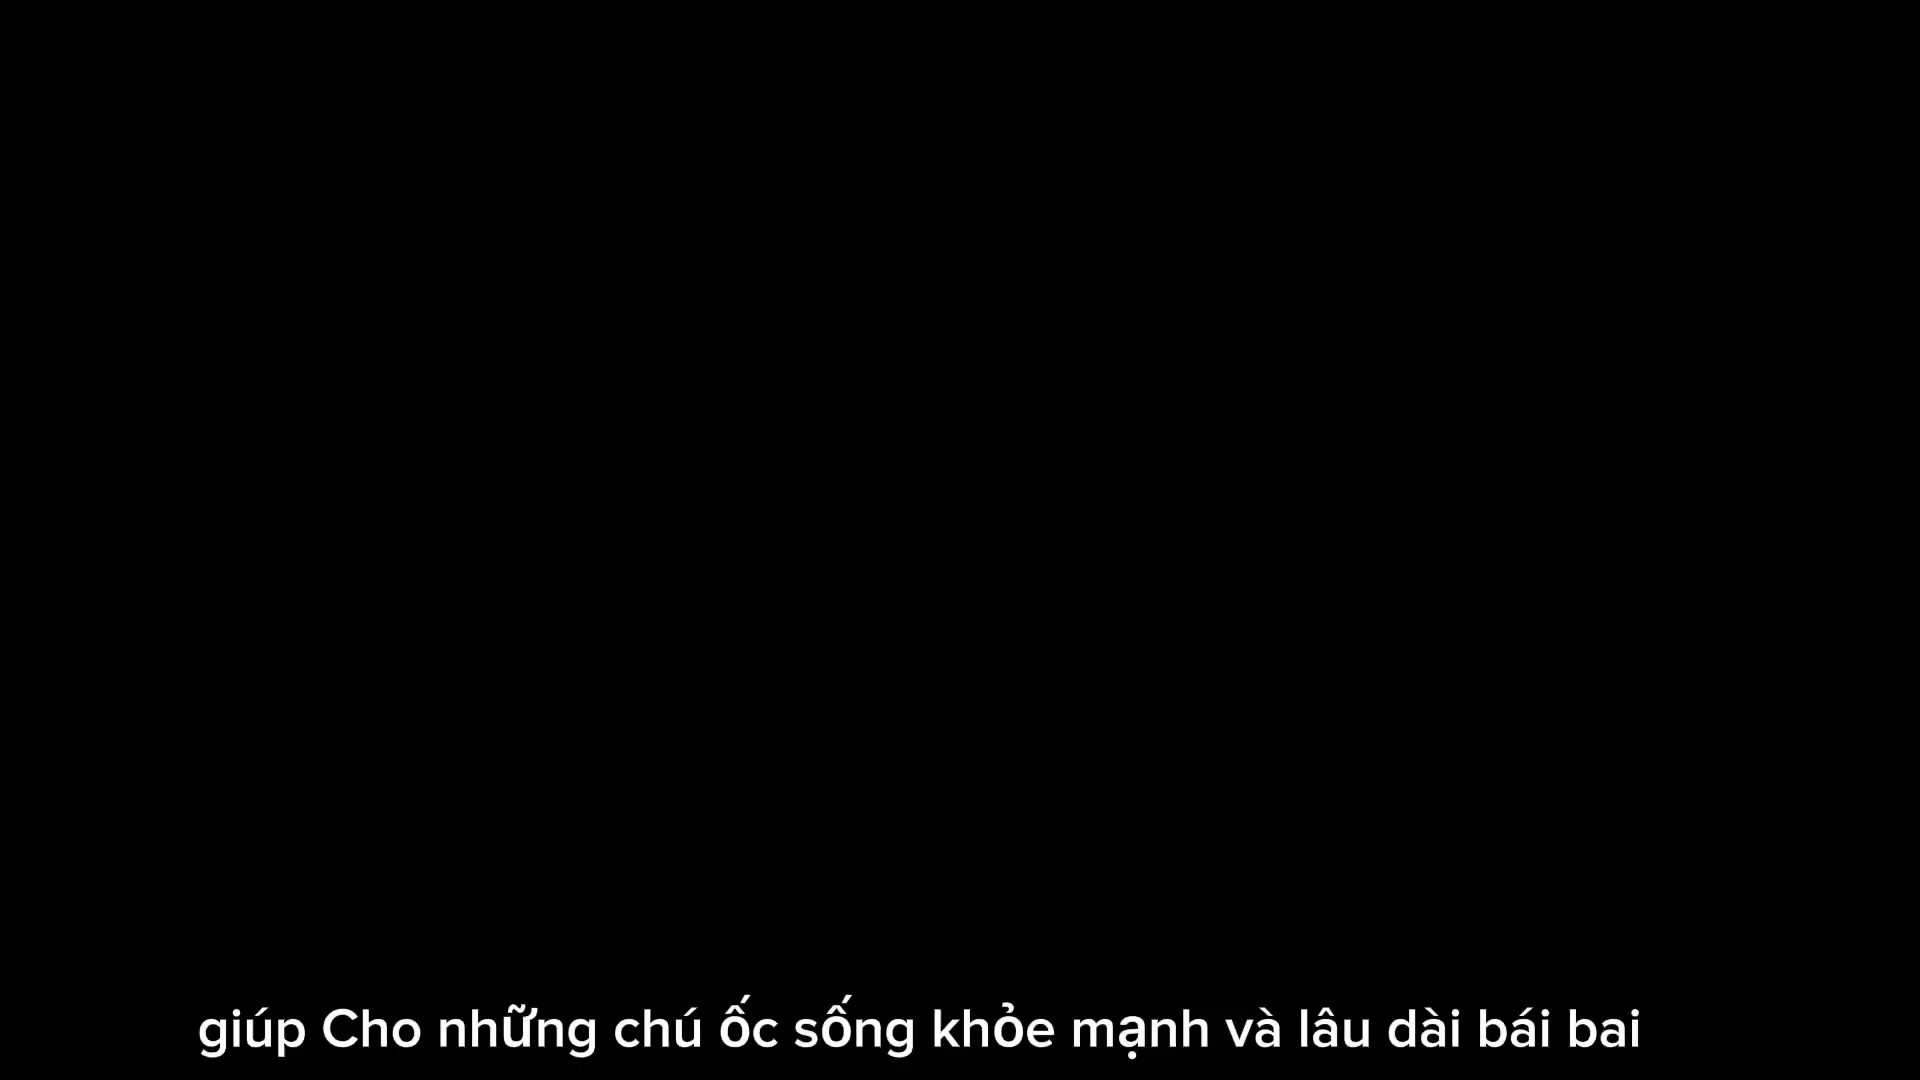 giúp Cho những chú ốc sống khỏe mạnh và lâu dài bái bai